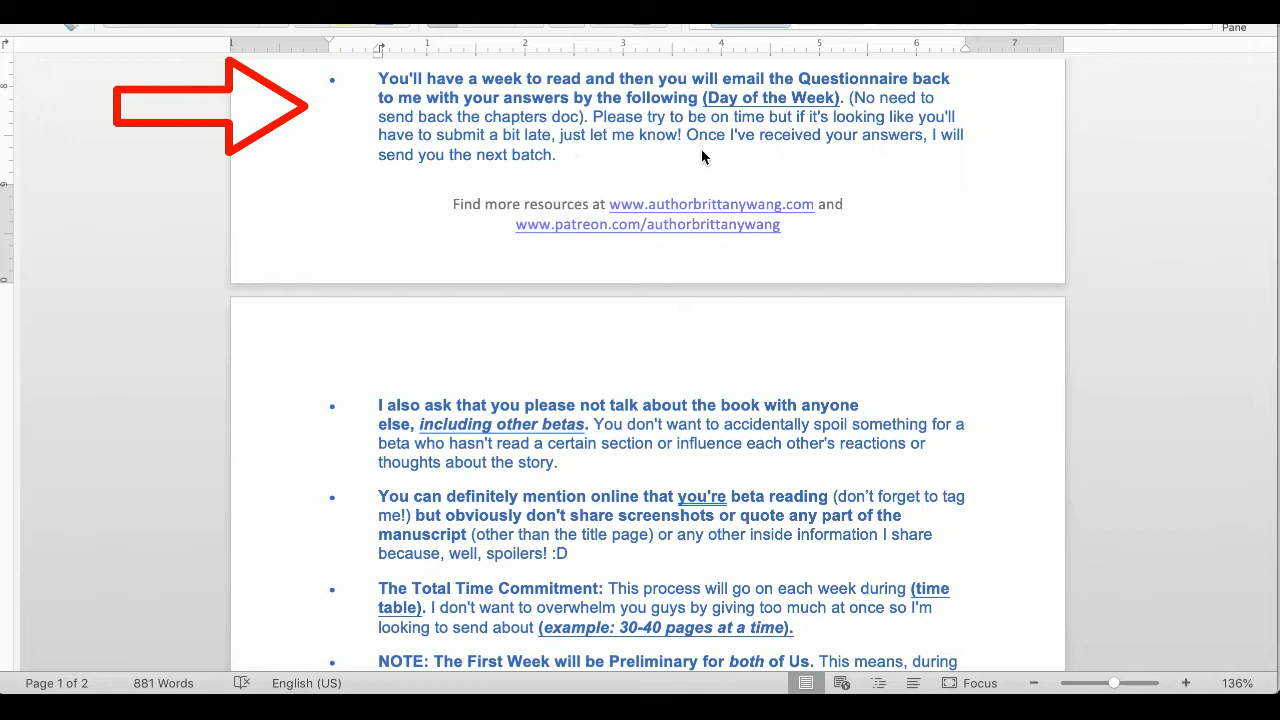 Pane
1 1 2 3 4 5 6 7
8
9
0
• You'll have a week to read and then you will email the Questionnaire back
to me with your answers by the following (Day of the Week). (No need to
send back the chapters doc). Please try to be on time but if it's looking like you'll
have to submit a bit late, just let me know! Once I've received your answers, I will
send you the next batch.
Find more resources at www.authorbrittanywang.com and
www.patreon.com/authorbrittanywang
• I also ask that you please not talk about the book with anyone
else, including other betas. You don't want to accidentally spoil something for a
beta who hasn't read a certain section or influence each other's reactions or
thoughts about the story.
• You can definitely mention online that you're beta reading (don't forget to tag
me!) but obviously don't share screenshots or quote any part of the
manuscript (other than the title page) or any other inside information I share
because, well, spoilers! :D
• The Total Time Commitment: This process will go on each week during (time
table). I don't want to overwhelm you guys by giving too much at once so I'm
looking to send about (example: 30-40 pages at a time).
• NOTE: The First Week will be Preliminary for both of Us. This means, during
Page 1 of 2 881 Words English (US) Focus 136%